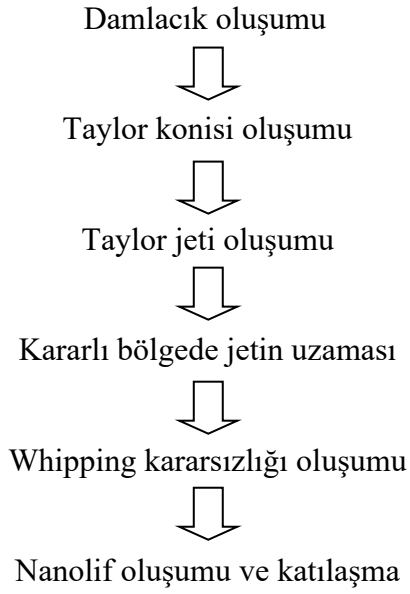 Damlacık oluşumu
Taylor konisi oluşumu
Taylor jeti oluşumu
Kararlı bölgede jetin uzaması
Whipping kararsızlığı oluşumu
Nanolif oluşumu ve katılaşma